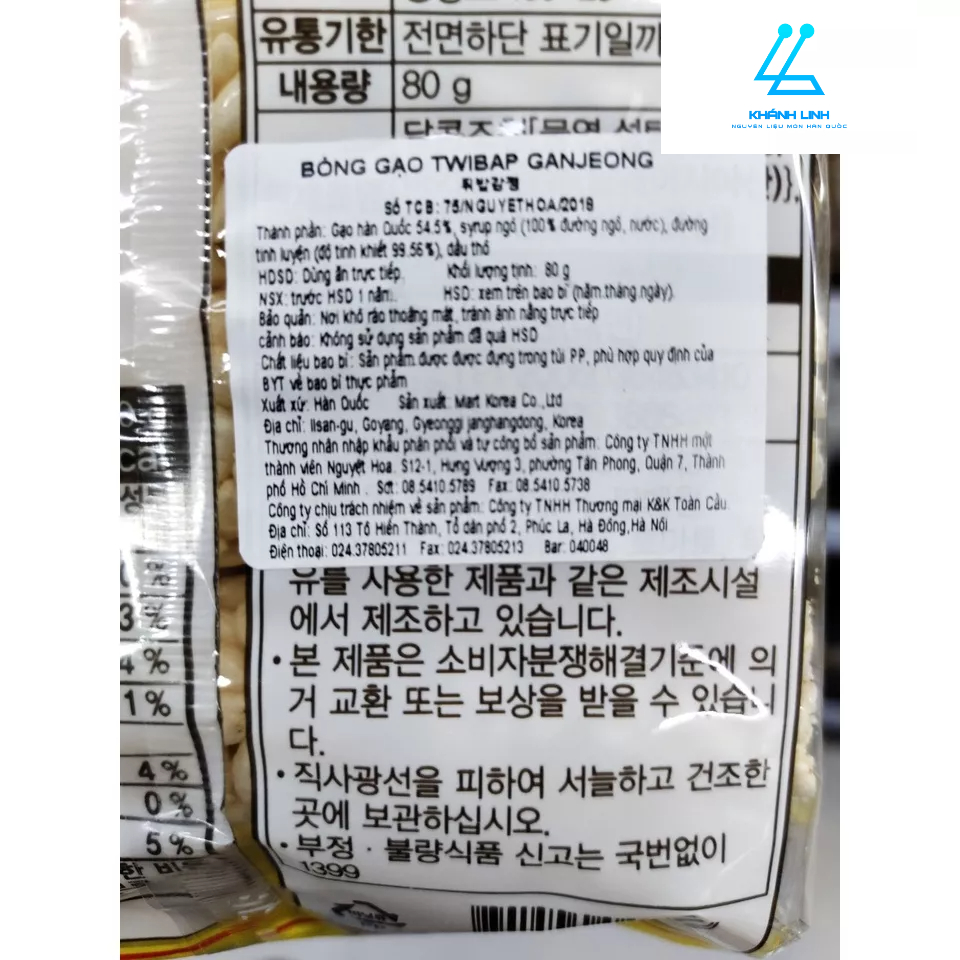 KHÁNH LINH
NGUYÊN LIỆU MÓN HÀN QUỐC
유통기한 전면하단 표기일까
내용량 80 g
BỎNG GẠO TWIBAP GANJEONG
튀밥강정
Số TCB: 75/NGUYETHOA/2018
Thành phần: Gạo hàn Quốc 54.5%, syrup ngô (100% đường ngô, nước), đường
tinh luyện (độ tinh khiết 99.56%), dầu thô
HDSD: Dùng ăn trực tiếp. Khối lượng tịnh: 80 g
NSX: trước HSD 1 năm. HSD: xem trên bao bì (năm.tháng.ngày)
Bảo quản: Nơi khô ráo thoáng mát, tránh ánh nắng trực tiếp
cảnh báo: Không sử dụng sản phẩm đã quá HSD
Chất liệu bao bì: Sản phẩm được được đựng trong túi PP, phù hợp quy định của
BYT về bao bì thực phẩm
Xuất xứ: Hàn Quốc Sản xuất: Mart Korea Co.,Ltd
Địa chỉ: Ilsan-gu, Goyang, Gyeonggi janghangdong, Korea
Thương nhân nhập khẩu phân phối và tự công bố sản phẩm: Công ty TNHH một
thành viên Nguyệt Hoa. S12-1, Hưng Vượng 3, phường Tân Phong, Quận 7, Thành
phố Hồ Chí Minh . Sđt: 08.5410.5789 Fax: 08.5410.5738
Công ty chịu trách nhiệm về sản phẩm: Công ty TNHH Thương mại K&K Toàn Cầu.
Địa chỉ: Số 113 Tô Hiến Thành, Tổ dân phố 2, Phúc La, Hà Đông,Hà Nội
Điện thoại: 024.37805211 Fax: 024.37805213 Bar: 040048
유를 사용한 제품과 같은 제조시설
에서 제조하고 있습니다.
• 본 제품은 소비자분쟁해결기준에 의
거 교환 또는 보상을 받을 수 있습니
다.
• 직사광선을 피하여 서늘하고 건조한
곳에 보관하십시오.
• 부정 · 불량식품 신고는 국번없이
1399
3 %
4 %
1 %
4 %
0 %
5 %